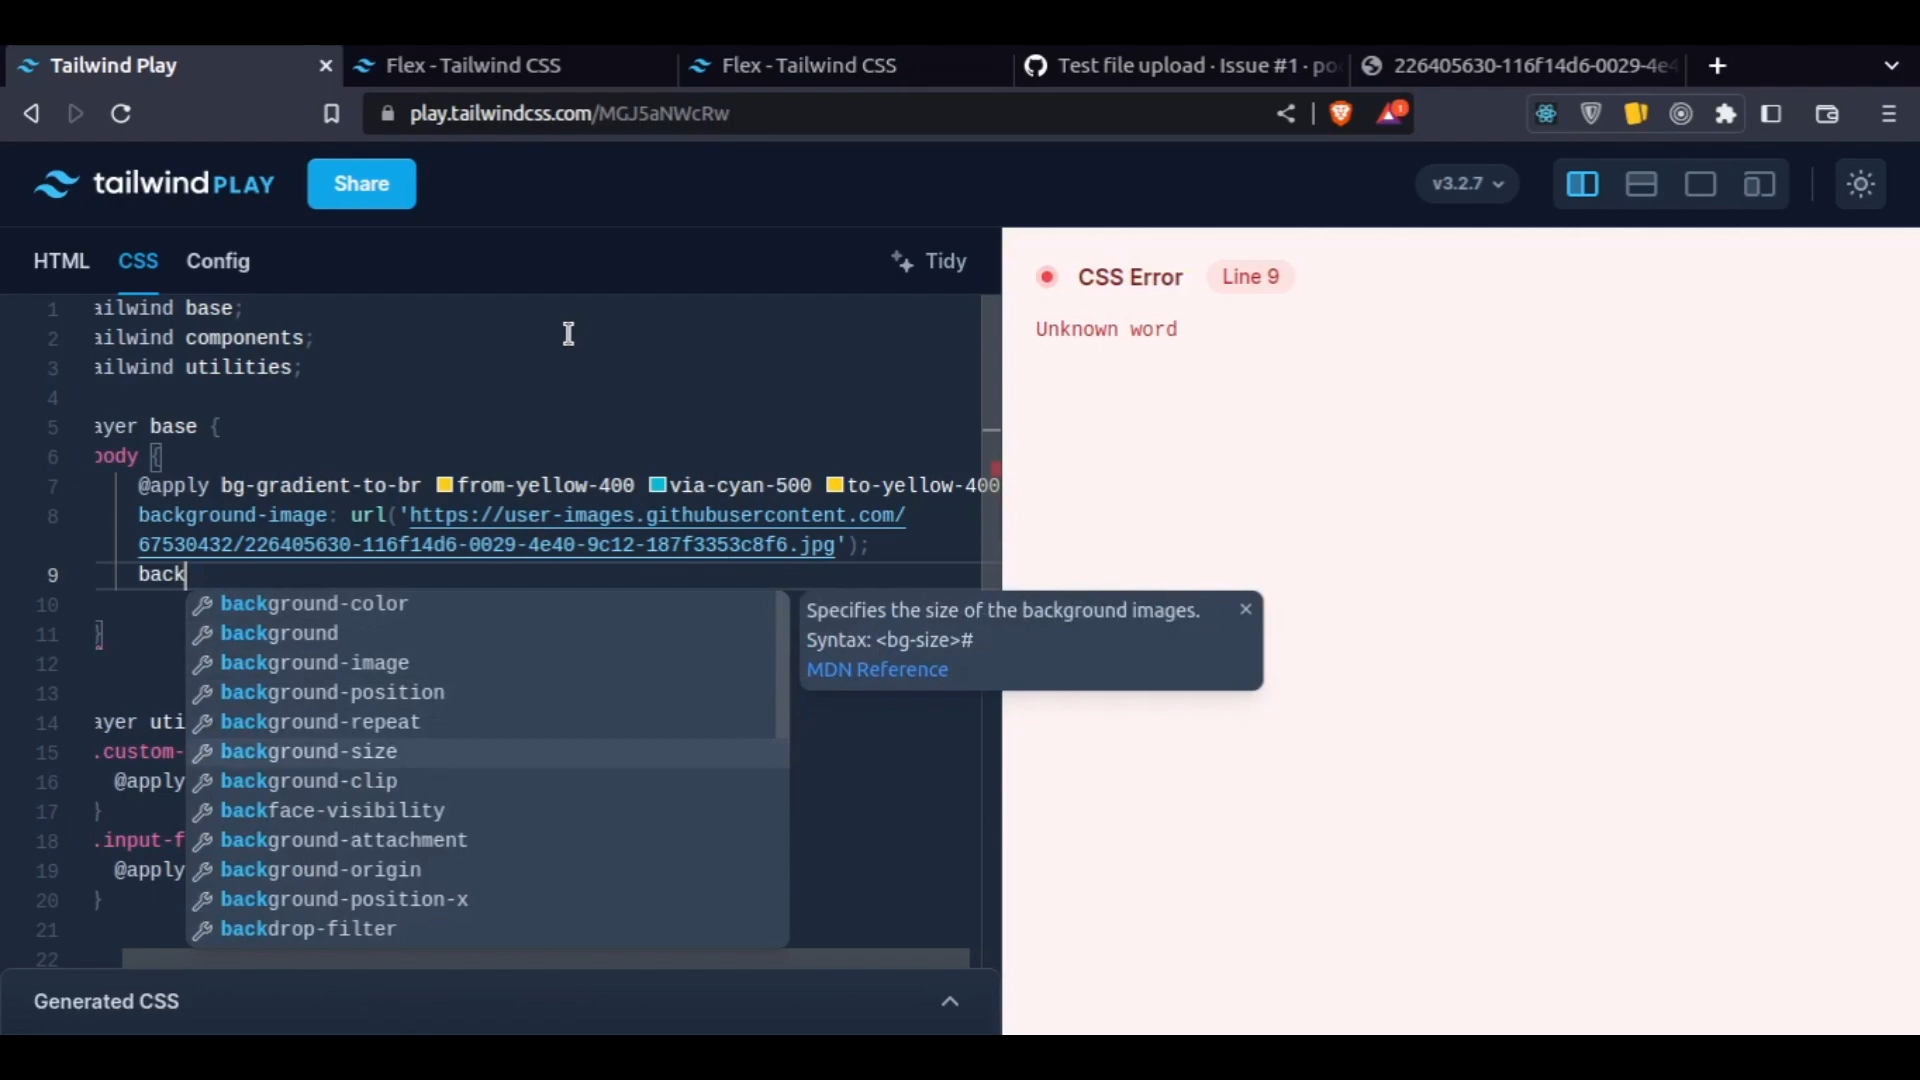 Tailwind Play
Flex - Tailwind CSS
Flex - Tailwind CSS
Test file upload · Issue #1 · po
226405630-116f14d6-0029-4e4
play.tailwindcss.com/MGJ5aNWcRw
1
tailwind PLAY
Share
v3.2.7
HTML
CSS
Config
Tidy
1 ailwind base;
2 ailwind components;
3 ailwind utilities;
4
5 ayer base {
6 body {
7 @apply bg-gradient-to-br from-yellow-400 via-cyan-500 to-yellow-400
8 background-image: url('https://user-images.githubusercontent.com/
67530432/226405630-116f14d6-0029-4e40-9c12-187f3353c8f6.jpg');
9 back
10
11 }
12
13
14 ayer uti
15 .custom-
16 @apply
17 }
18 .input-f
19 @apply
20 }
21
22
background-color
background
background-image
background-position
background-repeat
background-size
background-clip
backface-visibility
background-attachment
background-origin
background-position-x
backdrop-filter
Specifies the size of the background images.
Syntax: <bg-size>#
MDN Reference
CSS Error
Line 9
Unknown word
Generated CSS